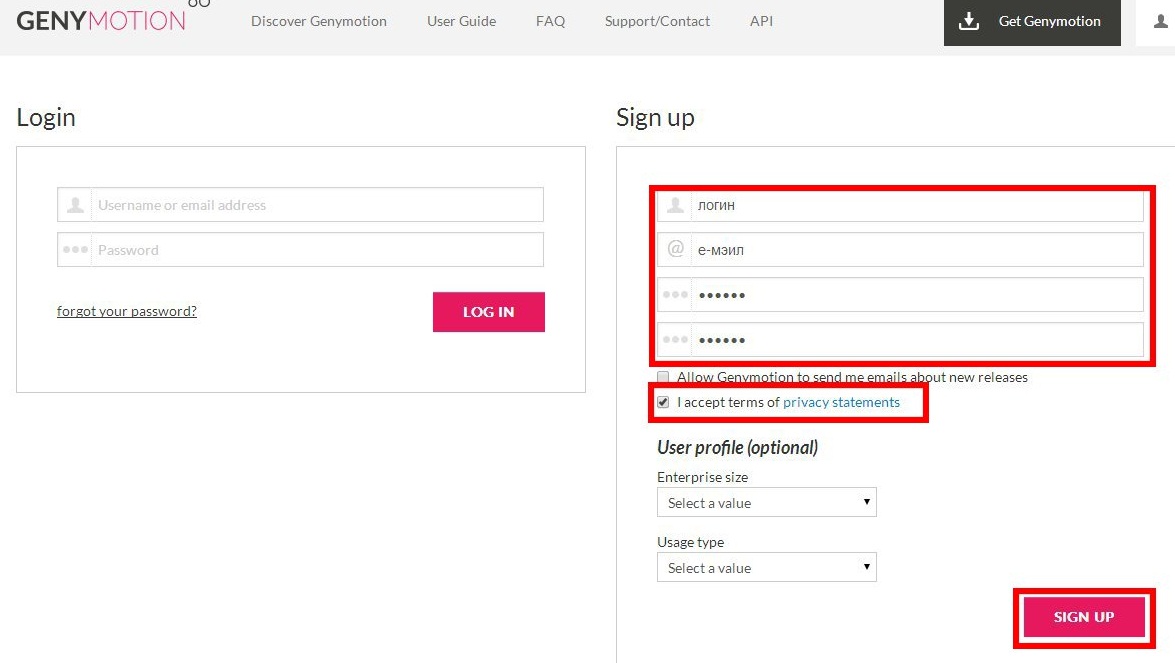 GENYMOTION Discover Genymotion User Guide FAQ Support/Contact API Get Genymotion
Login
Username or email address
Password
forgot your password? LOG IN
Sign up
логин
@ е-мэил
••••••
••••••
Allow Genymotion to send me emails about new releases
I accept terms of privacy statements
User profile (optional)
Enterprise size
Select a value
Usage type
Select a value
SIGN UP